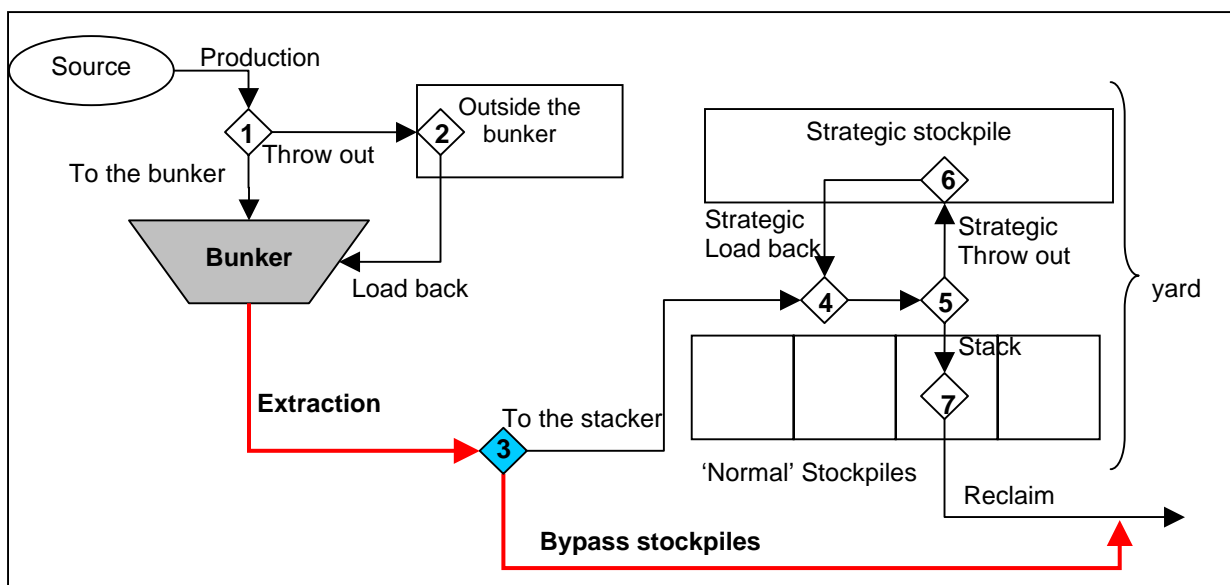 Source
Production
1
Throw out
2
Outside the
bunker
To the bunker
Bunker
Load back
Extraction
3
To the stacker
Bypass stockpiles
Strategic stockpile
6
Strategic
Load back
Strategic
Throw out
4
5
Stack
7
yard
‘Normal’ Stockpiles
Reclaim